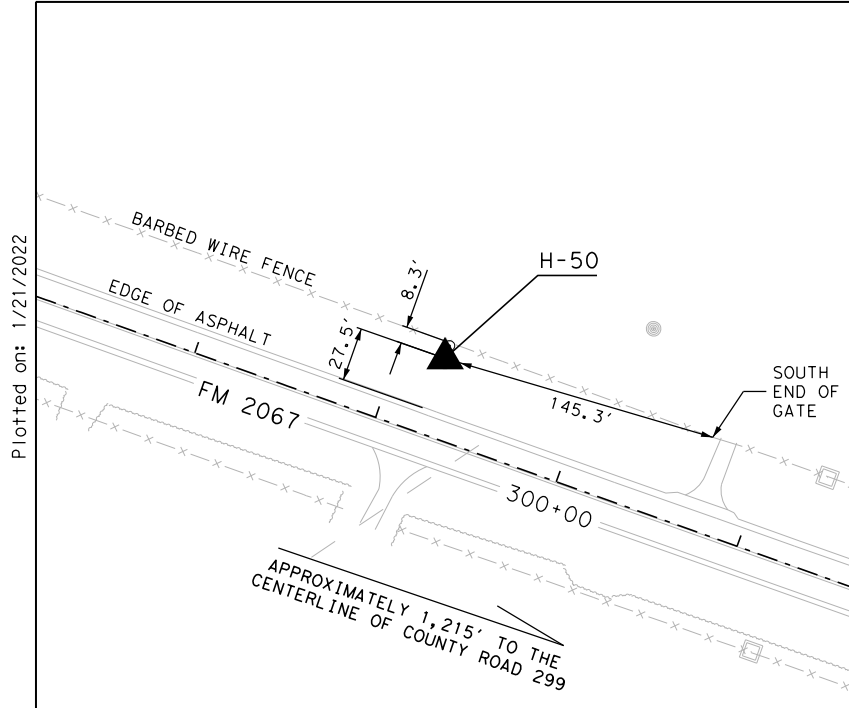 Plotted on: 1/21/2022
BARBED WIRE FENCE
EDGE OF ASPHALT
FM 2067
8.3'
27.5'
H-50
145.3'
SOUTH
END OF
GATE
300+00
APPROXIMATELY 1,215' TO THE
CENTERLINE OF COUNTY ROAD 299